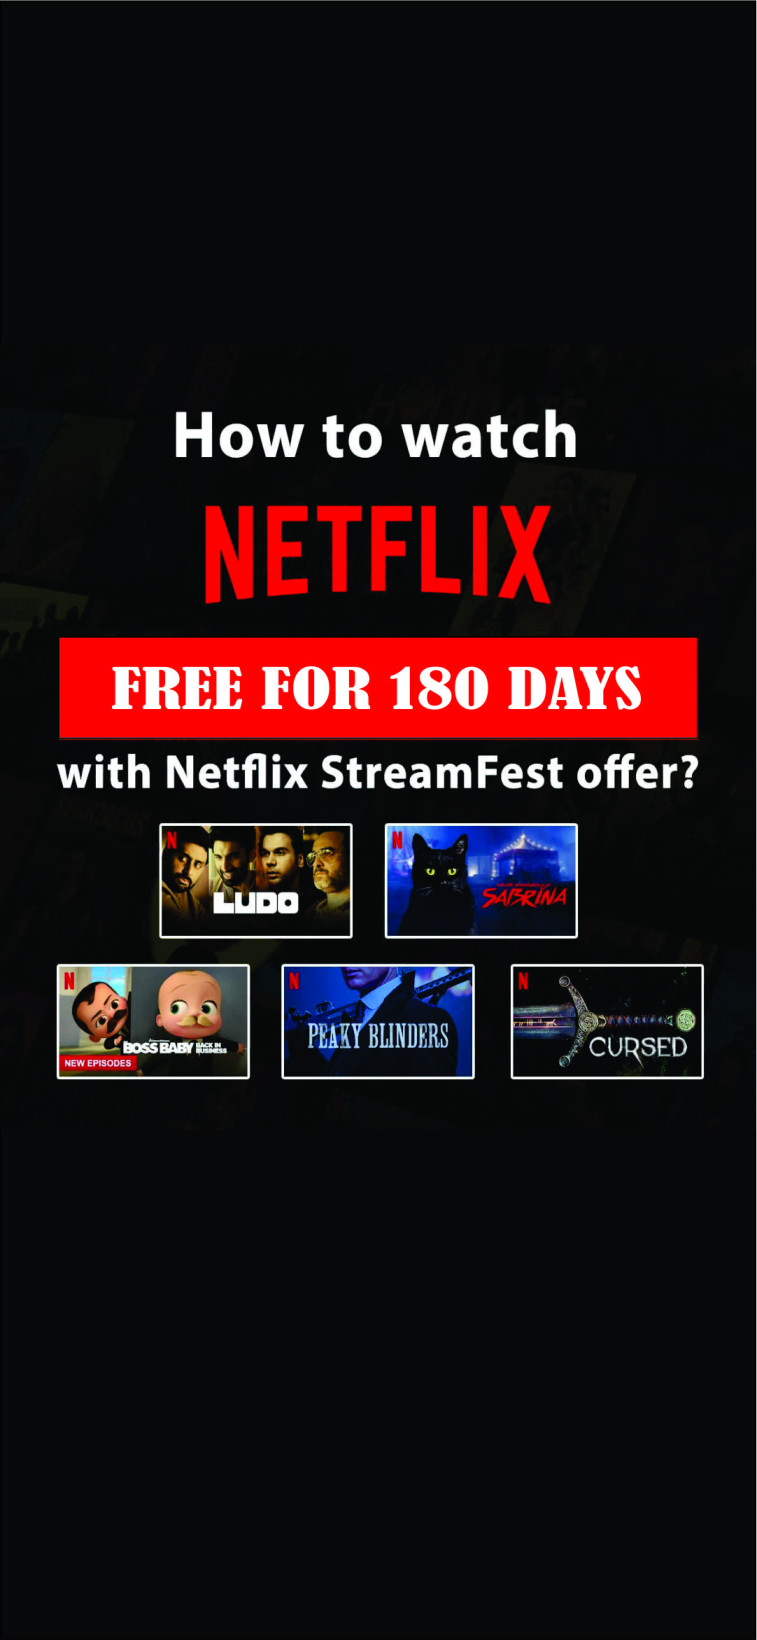 How to watch
NETFLIX
FREE FOR 180 DAYS
with Netflix StreamFest offer?
N
LUDO
N
SABRINA
N
BOSS BABY BACK IN
BUSINESS
NEW EPISODES
N
PEAKY BLINDERS
N
CURSED